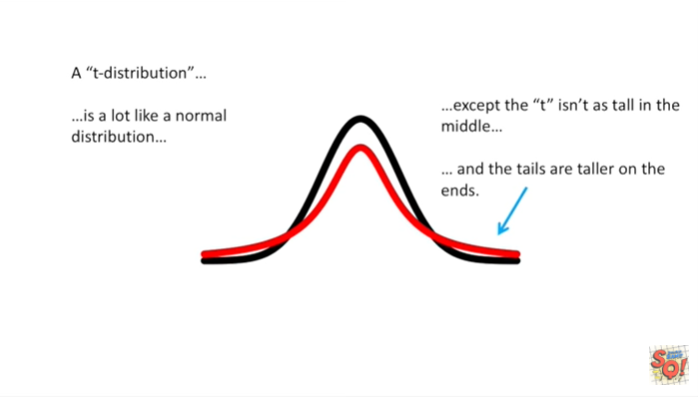 A “t-distribution”...
...is a lot like a normal
distribution...
...except the “t” isn’t as tall in the
middle...
... and the tails are taller on the
ends.
SQ!